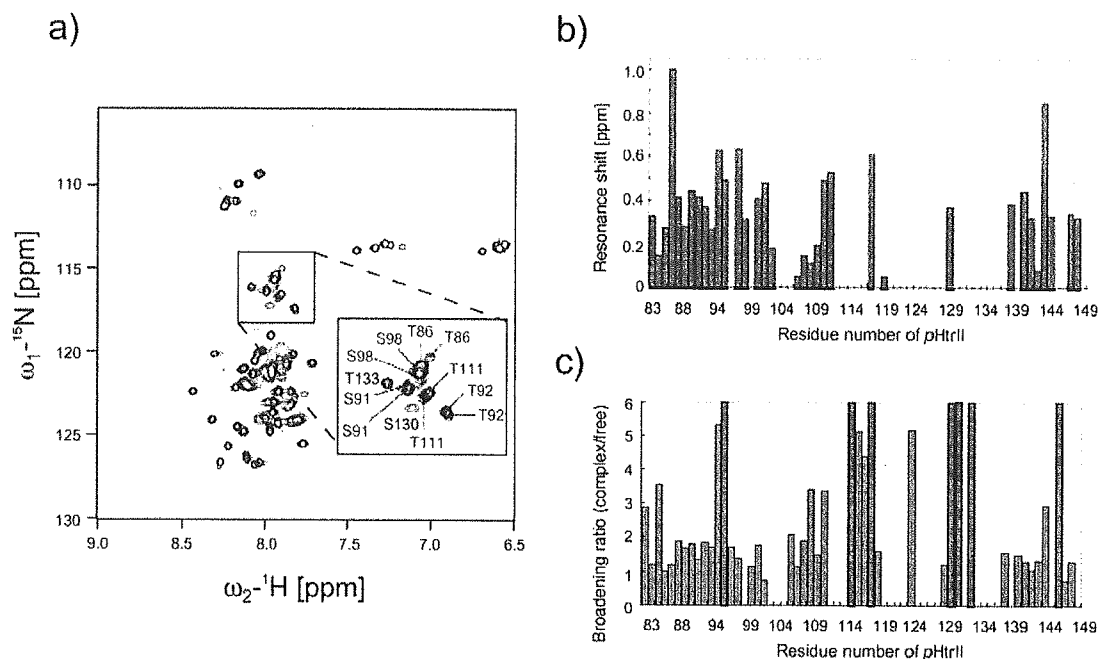 a)
110
115
120
125
130
ω1-15N [ppm]
9.0 8.5 8.0 7.5 7.0 6.5
ω2-1H [ppm]
T86
S98 T86
S98
T133 T111
S91 T92
T92
S91 S130
T111
b)
1.0
0.8
0.6
0.4
0.2
0
Resonance shift [ppm]
83 88 94 99 104 109 114 119 124 129 134 139 144 149
Residue number of pHtrII
c)
6
5
4
3
2
1
0
Broadening ratio (complex/free)
83 88 94 99 104 109 114 119 124 129 134 139 144 149
Residue number of pHtrII